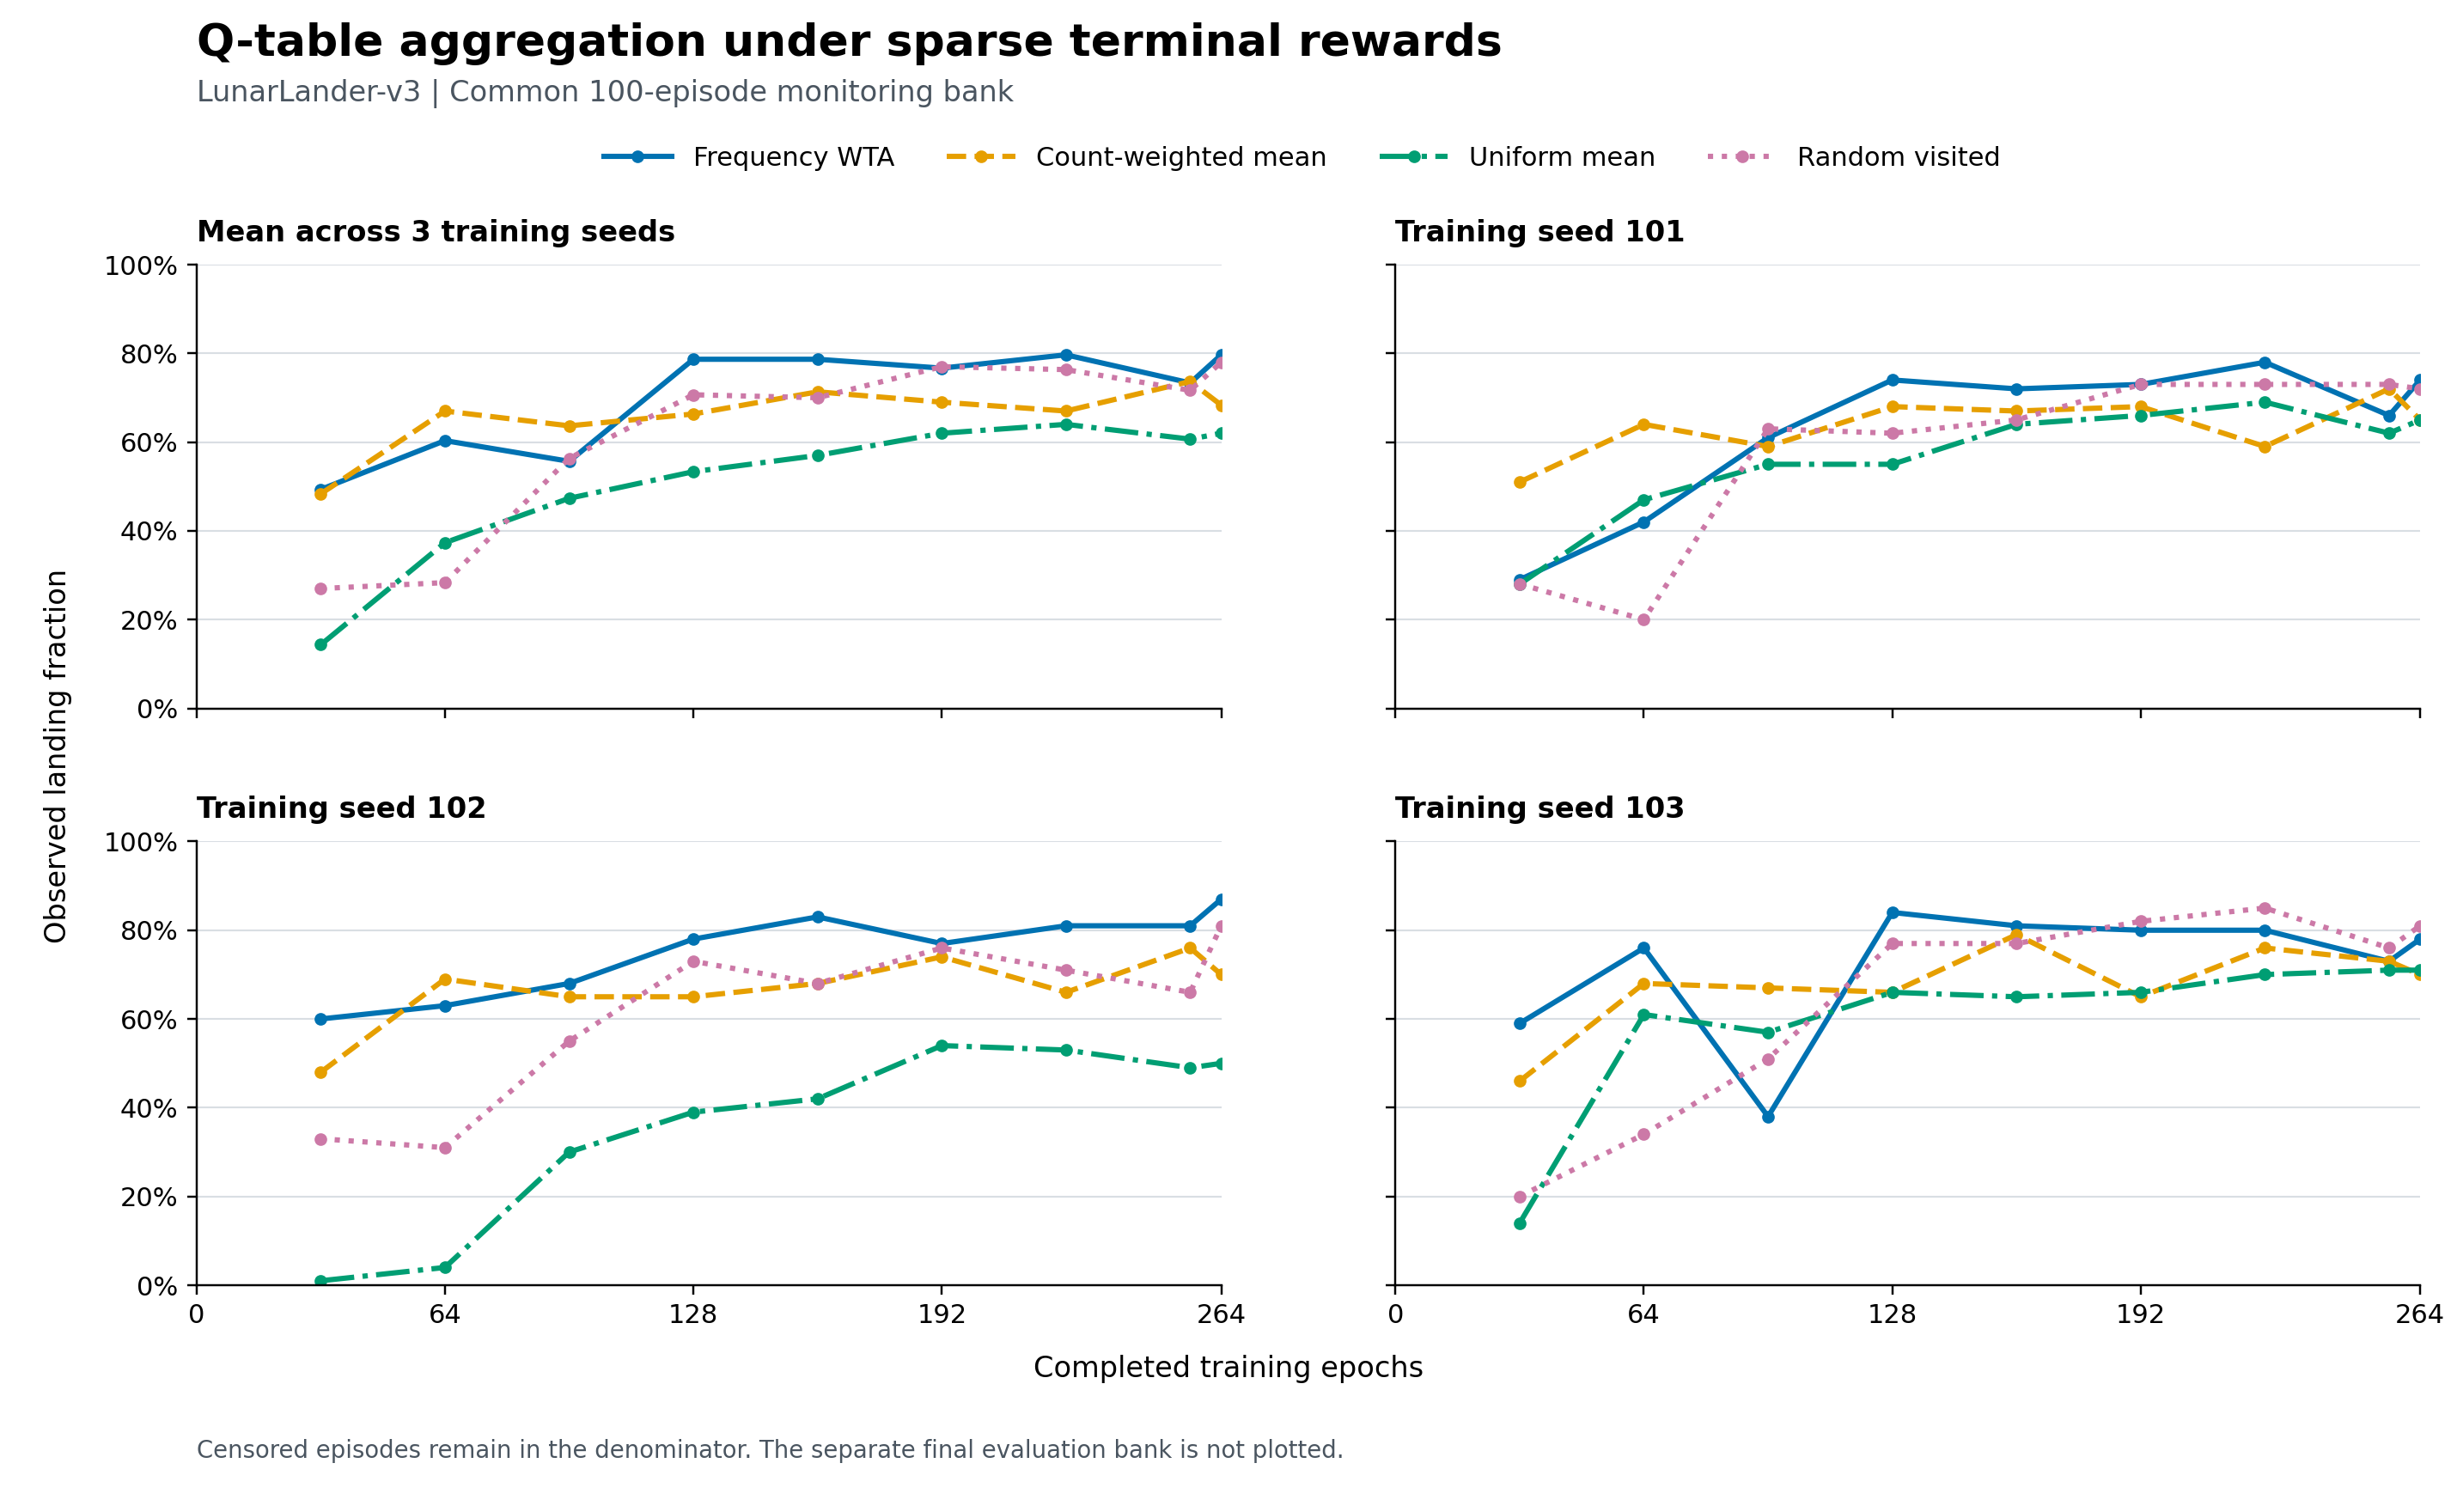 Q-table aggregation under sparse terminal rewards
LunarLander-v3 | Common 100-episode monitoring bank
Frequency WTA
Count-weighted mean
Uniform mean
Random visited
Mean across 3 training seeds
100%
80%
60%
40%
20%
0%
Training seed 101
Observed landing fraction
Training seed 102
100%
80%
60%
40%
20%
0%
0
64
128
192
264
Training seed 103
0
64
128
192
264
Completed training epochs
Censored episodes remain in the denominator. The separate final evaluation bank is not plotted.